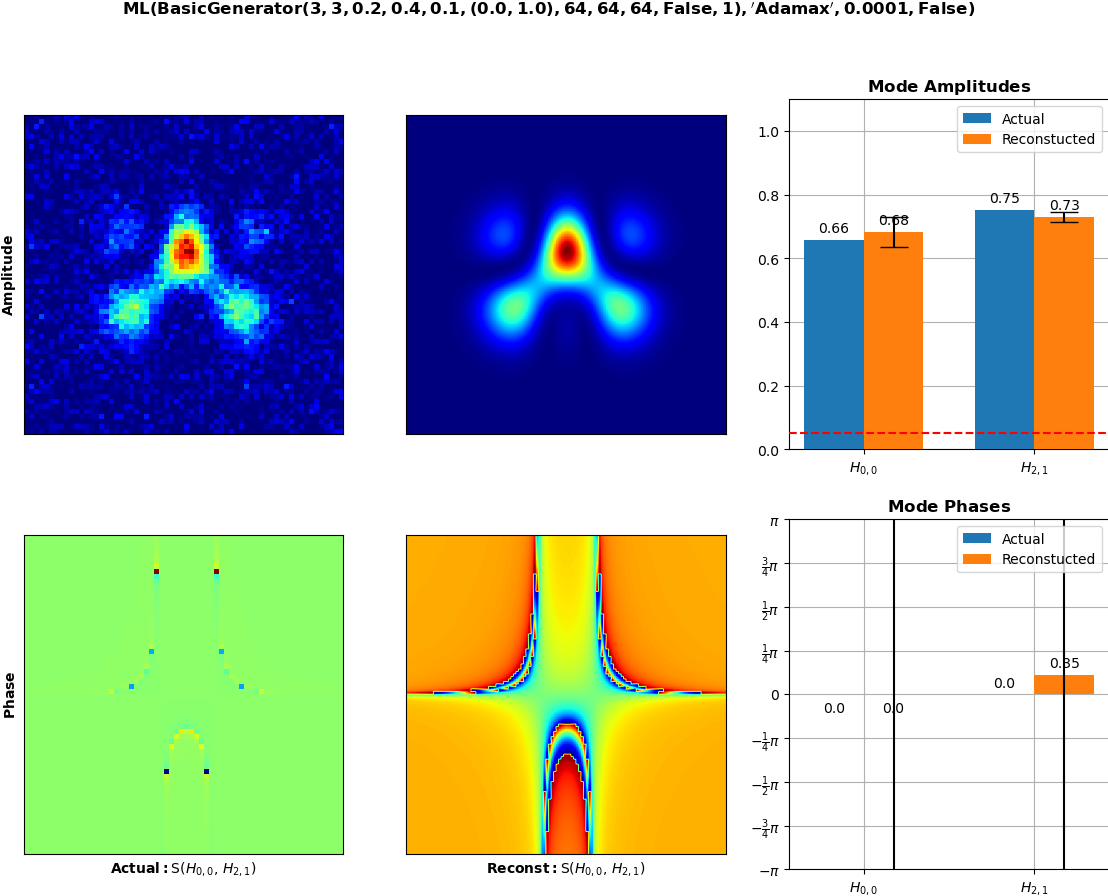 ML(BasicGenerator(3, 3, 0.2, 0.4, 0.1, (0.0, 1.0), 64, 64, 64, False, 1), ′Adamax′, 0.0001, False)
Amplitude
Mode Amplitudes
Actual
Reconstucted
1.0
0.8
0.6
0.4
0.2
0.0
0.66
0.68
0.75
0.73
H0, 0
H2, 1
Phase
Actual: S(H0, 0, H2, 1)
Reconst: S(H0, 0, H2, 1)
Mode Phases
Actual
Reconstucted
π
3/4π
1/2π
1/4π
0
−1/4π
−1/2π
−3/4π
−π
0.0
0.0
0.0
0.35
H0, 0
H2, 1